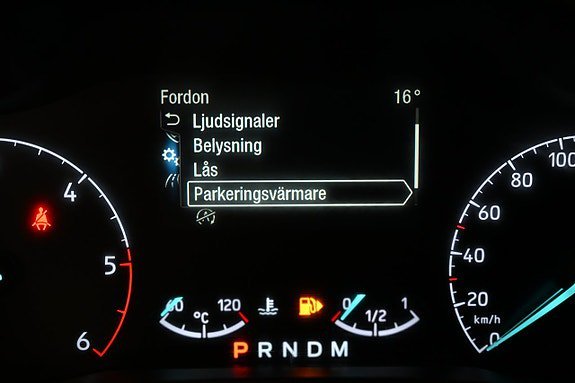 Fordon 16°
Ljudsignaler
Belysning
Lås
Parkeringsvärmare
4
5
6
100
80
60
40
20
0
km/h
60 °C 120
0 1/2 1
P R N D M